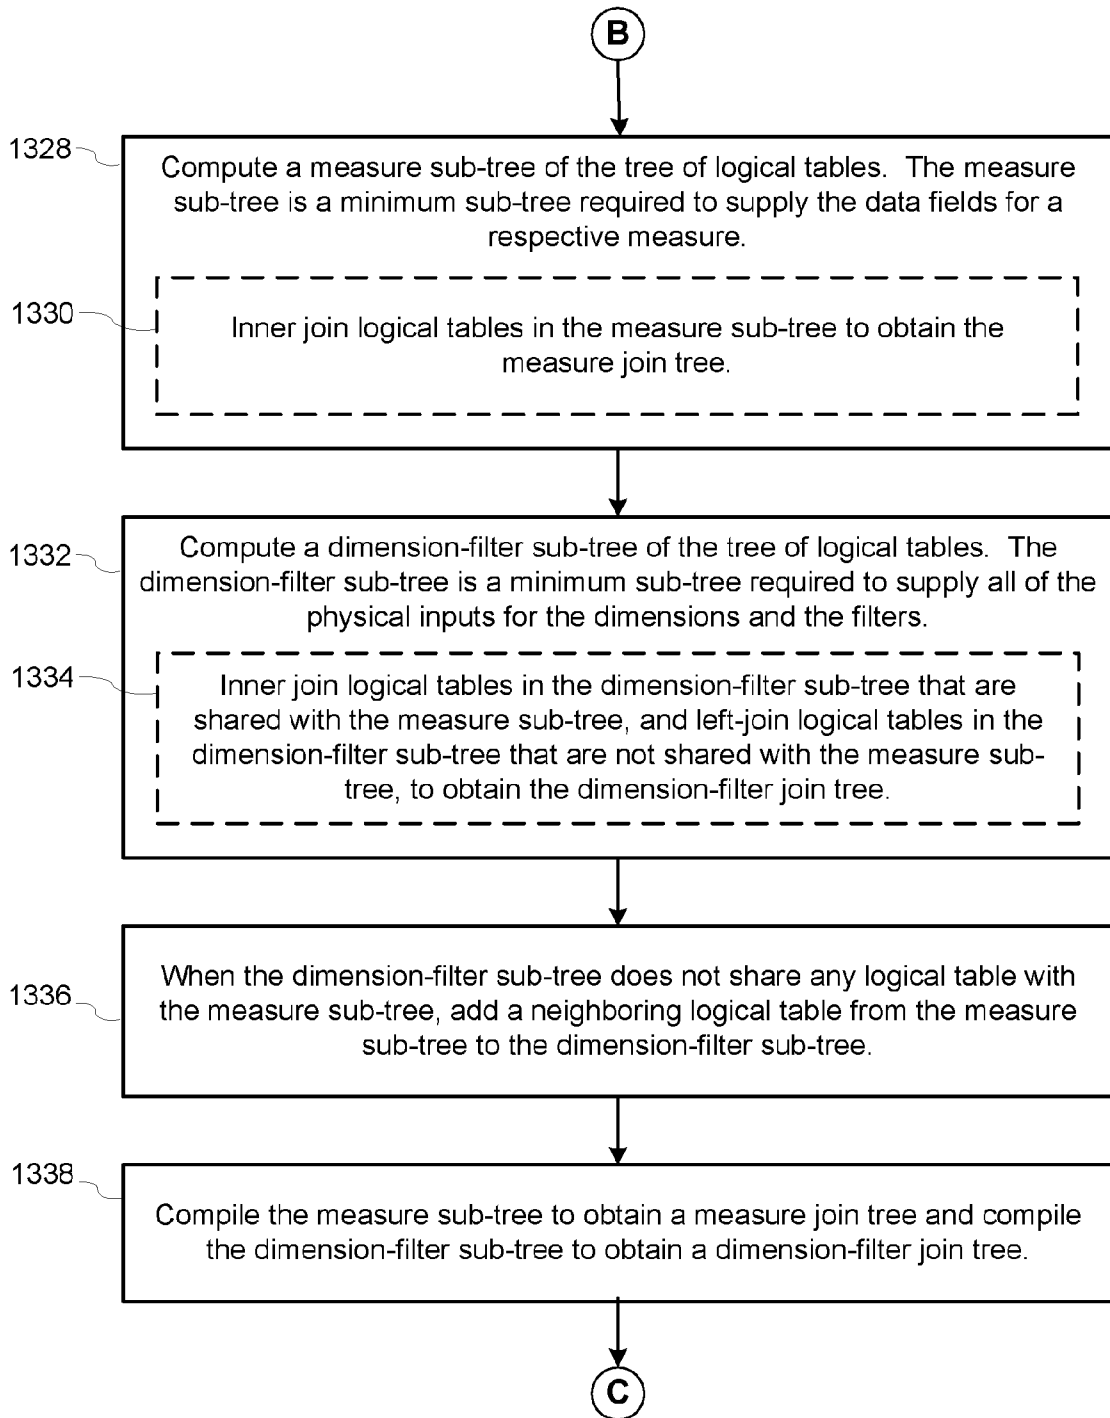 B
1328
Compute a measure sub-tree of the tree of logical tables. The measure
sub-tree is a minimum sub-tree required to supply the data fields for a
respective measure.
1330
Inner join logical tables in the measure sub-tree to obtain the
measure join tree.
1332
Compute a dimension-filter sub-tree of the tree of logical tables. The
dimension-filter sub-tree is a minimum sub-tree required to supply all of the
physical inputs for the dimensions and the filters.
1334
Inner join logical tables in the dimension-filter sub-tree that are
shared with the measure sub-tree, and left-join logical tables in the
dimension-filter sub-tree that are not shared with the measure sub-
tree, to obtain the dimension-filter join tree.
1336
When the dimension-filter sub-tree does not share any logical table with
the measure sub-tree, add a neighboring logical table from the measure
sub-tree to the dimension-filter sub-tree.
1338
Compile the measure sub-tree to obtain a measure join tree and compile
the dimension-filter sub-tree to obtain a dimension-filter join tree.
C